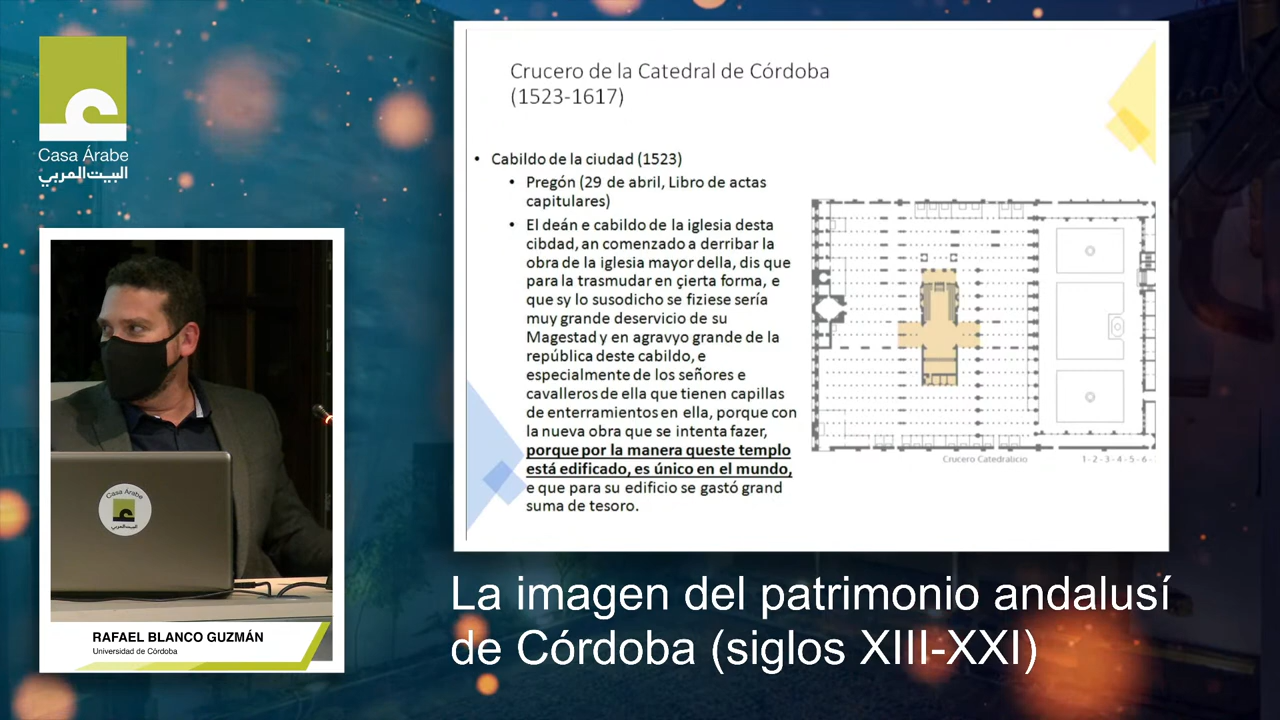 Casa Árabe
البيت العربي
Crucero de la Catedral de Córdoba
(1523-1617)
• Cabildo de la ciudad (1523)
• Pregón (29 de abril, Libro de actas
capitulares)
• El deán e cabildo de la iglesia desta
cibdad, an comenzado a derribar la
obra de la iglesia mayor della, dis que
para la trasmudar en çierta forma, e
que sy lo susodicho se fiziese sería
muy grande deservicio de su
Magestad y en agravyo grande de la
república deste cabildo, e
especialmente de los señores e
cavalleros de ella que tienen capillas
de enterramientos en ella, porque con
la nueva obra que se intenta fazer,
porque por la manera queste templo
está edificado, es único en el mundo,
e que para su edificio se gastó grand
suma de tesoro.
Crucero Catedralicio
1 - 2 - 3 - 4 - 5 - 6 -
Casa Árabe
البيت العربي
RAFAEL BLANCO GUZMÁN
Universidad de Córdoba
La imagen del patrimonio andalusí
de Córdoba (siglos XIII-XXI)